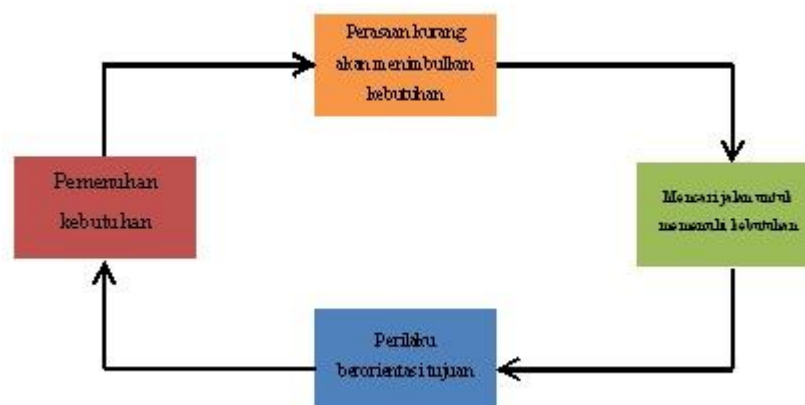 Perasaan kurang
akan menimbulkan
kebutuhan
Mencari jalan untuk
memenuhi kebutuhan
Perilaku
berorientasi tujuan
Pemenuhan
kebutuhan